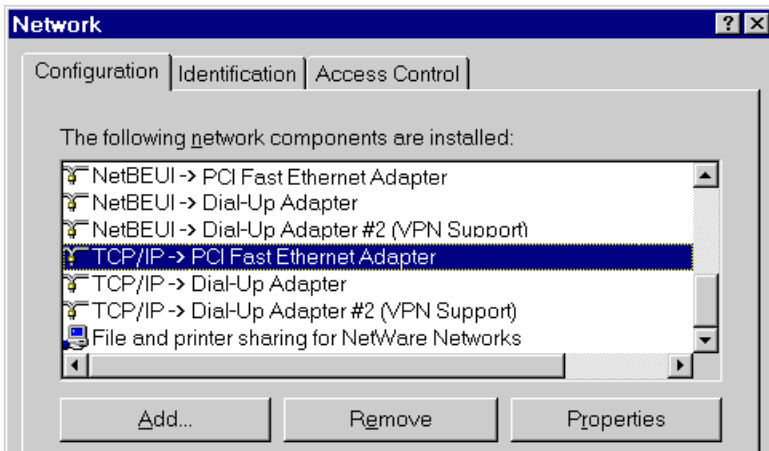 Network
Configuration Identification Access Control
The following network components are installed:
NetBEUI -> PCI Fast Ethernet Adapter
NetBEUI -> Dial-Up Adapter
NetBEUI -> Dial-Up Adapter #2 (VPN Support)
TCP/IP -> PCI Fast Ethernet Adapter
TCP/IP -> Dial-Up Adapter
TCP/IP -> Dial-Up Adapter #2 (VPN Support)
File and printer sharing for NetWare Networks
Add... Remove Properties